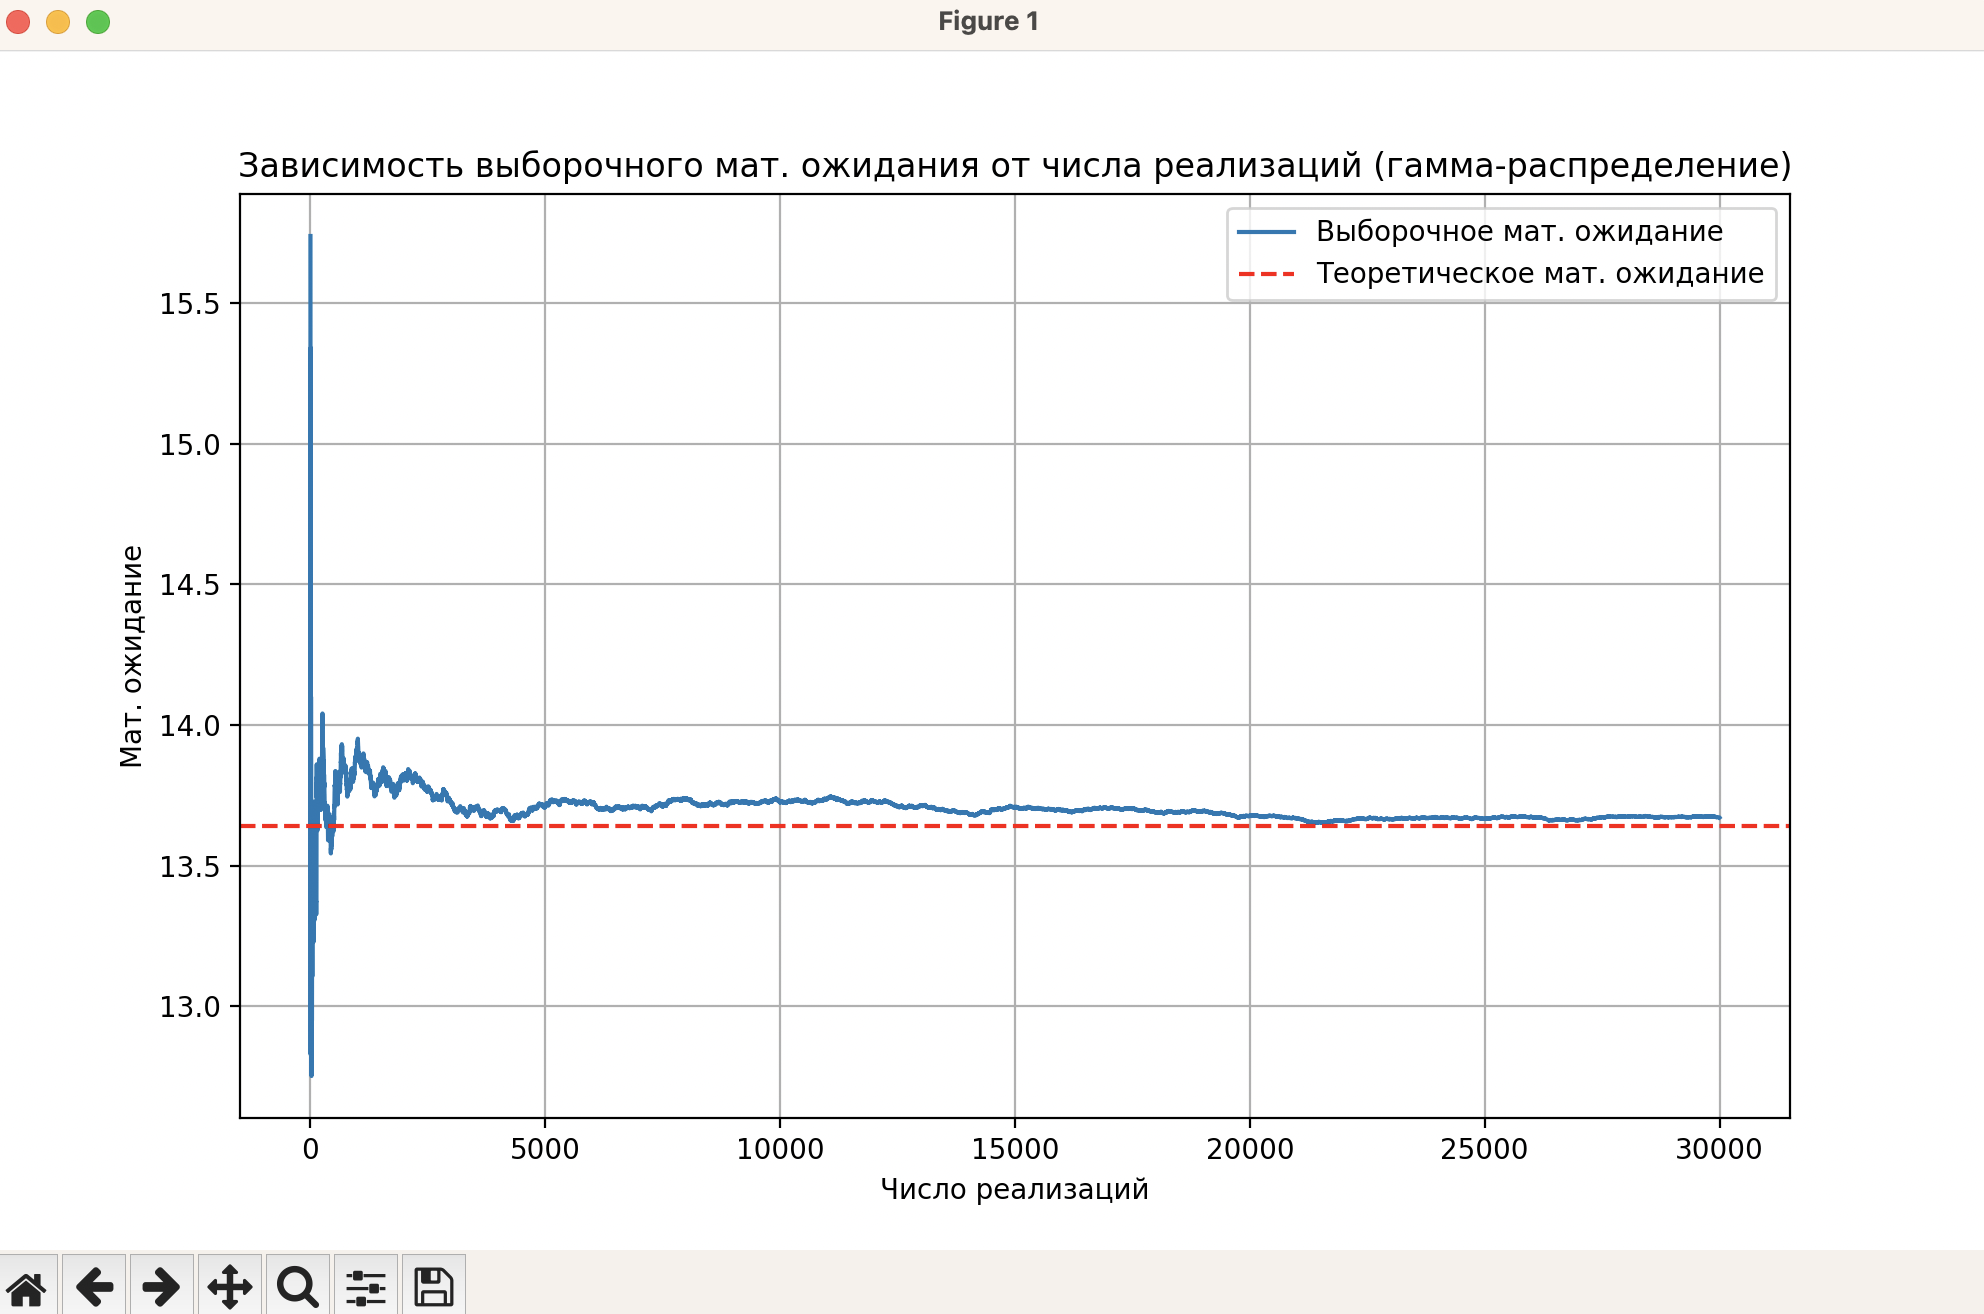 Figure 1
Зависимость выборочного мат. ожидания от числа реализаций (гамма-распределение)
Выборочное мат. ожидание
Теоретическое мат. ожидание
Мат. ожидание
15.5
15.0
14.5
14.0
13.5
13.0
0 5000 10000 15000 20000 25000 30000
Число реализаций